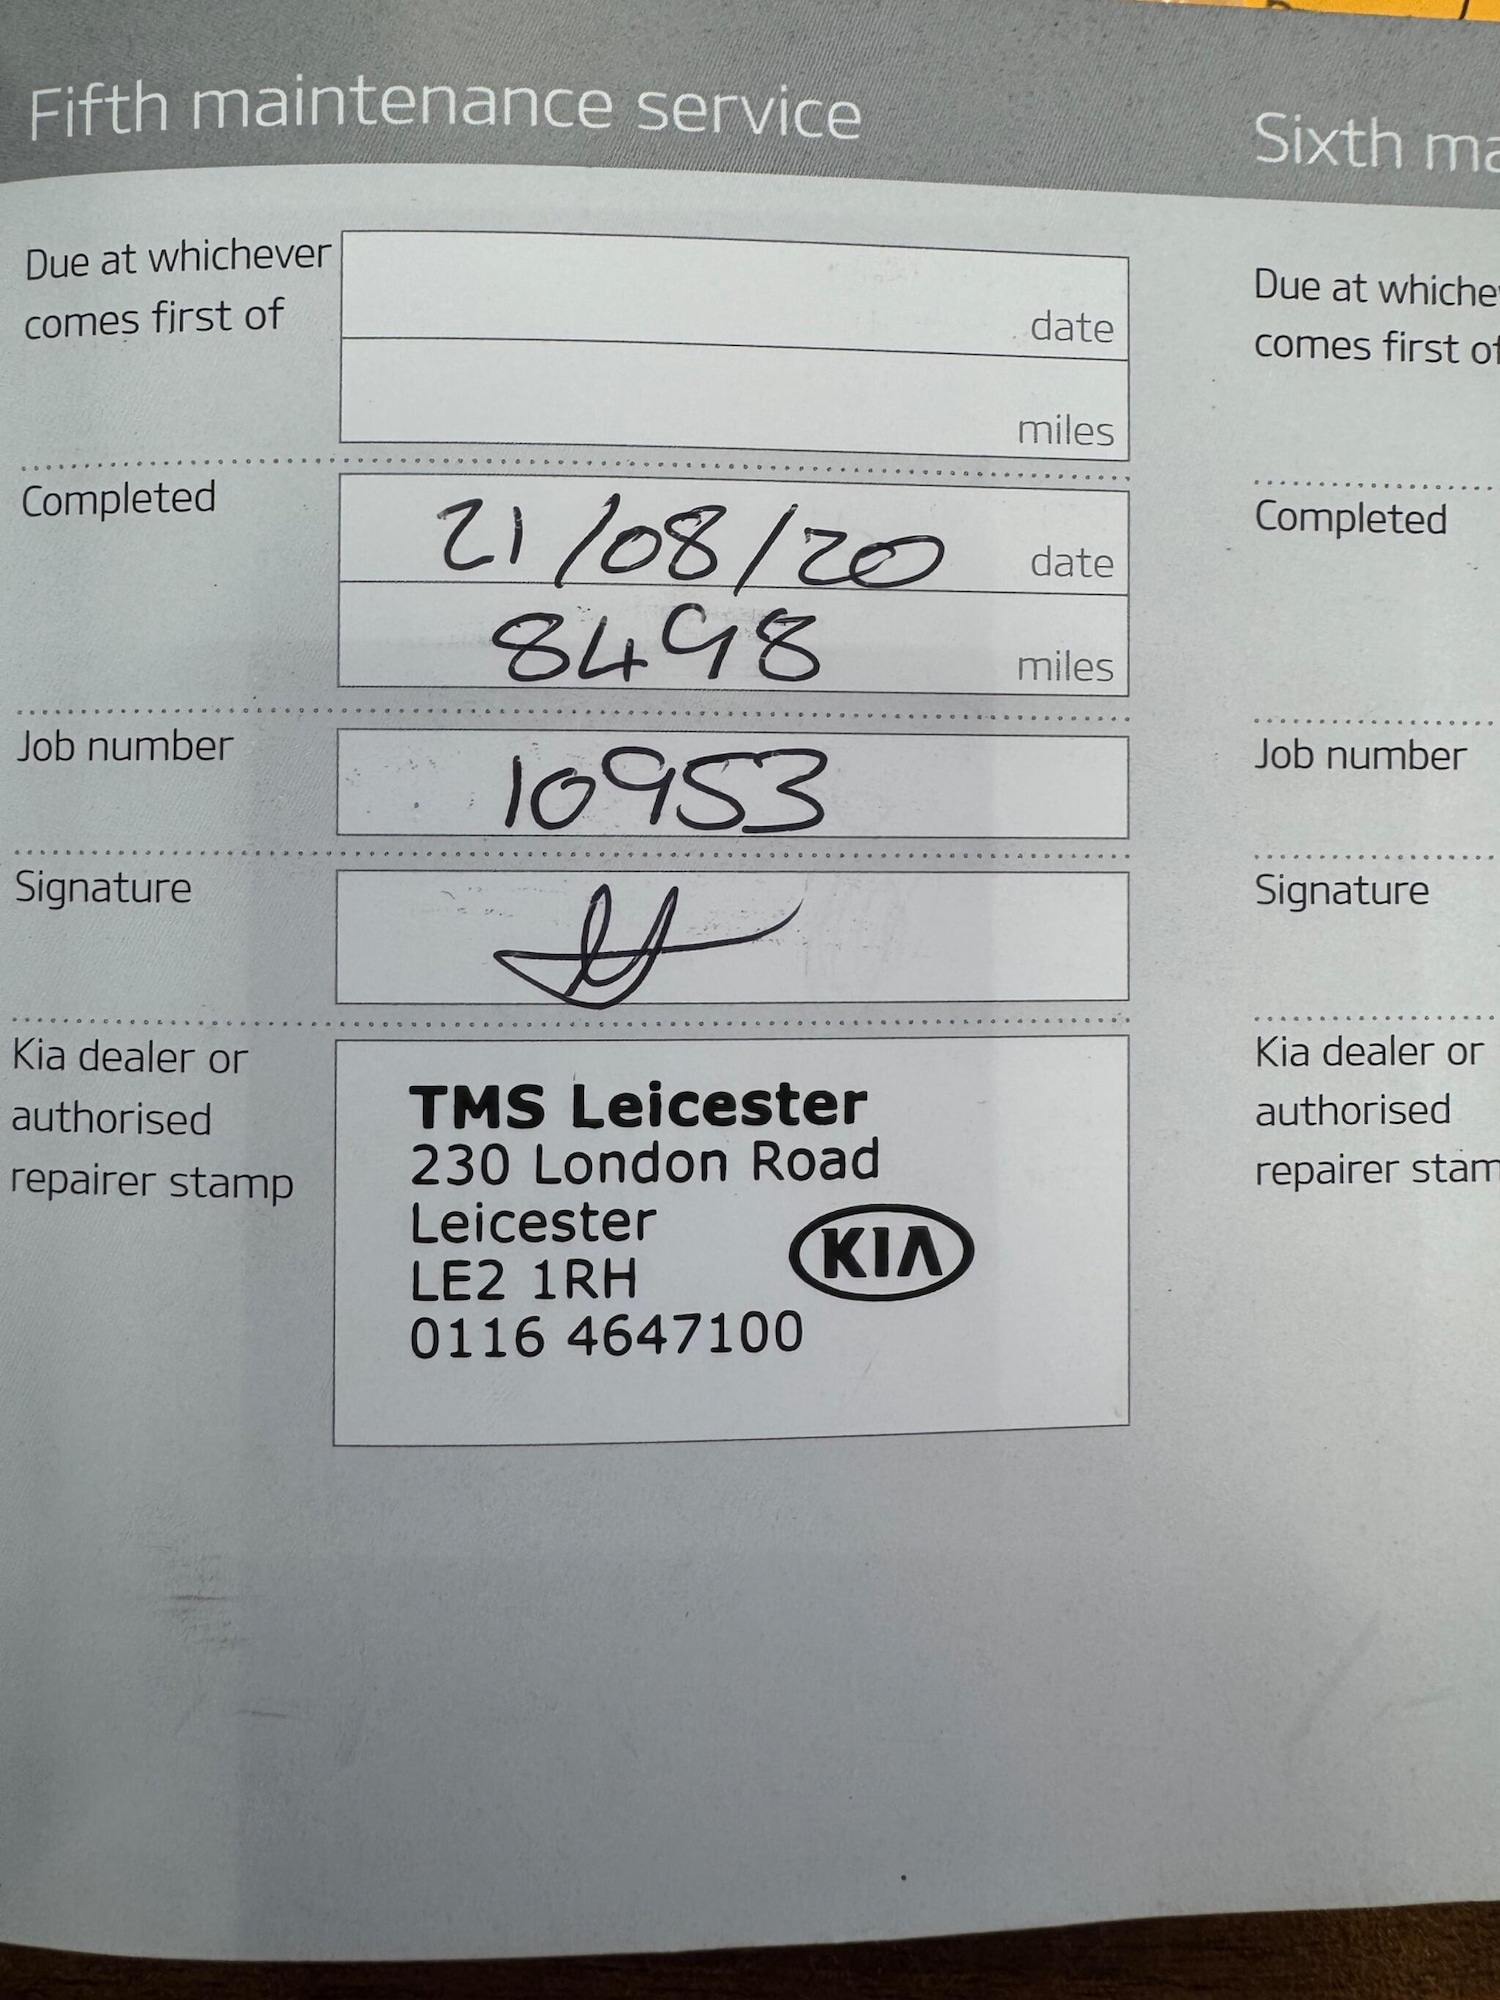 Fifth maintenance service
Due at whichever
comes first of
date
miles
Completed
21/08/20 date
8498 miles
Job number
10953
Signature
Kia dealer or
authorised
repairer stamp
TMS Leicester
230 London Road
Leicester
LE2 1RH
KIA
0116 4647100
Sixth ma
Due at whichev
comes first of
Completed
Job number
Signature
Kia dealer or
authorised
repairer stam